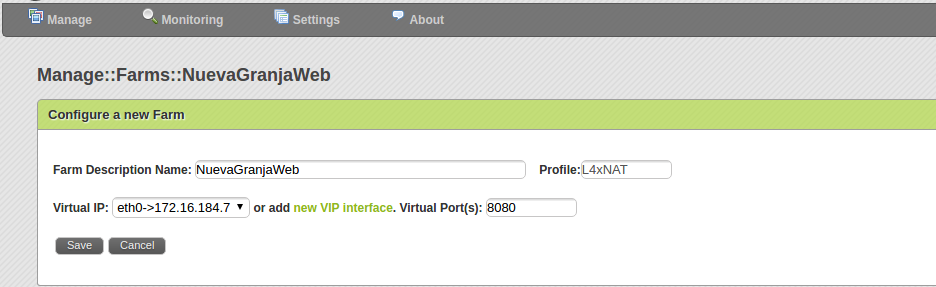 Manage Monitoring Settings About
Manage::Farms::NuevaGranjaWeb
Configure a new Farm
Farm Description Name: NuevaGranjaWeb Profile: L4xNAT
Virtual IP: eth0->172.16.184.7 or add new VIP interface. Virtual Port(s): 8080
Save Cancel